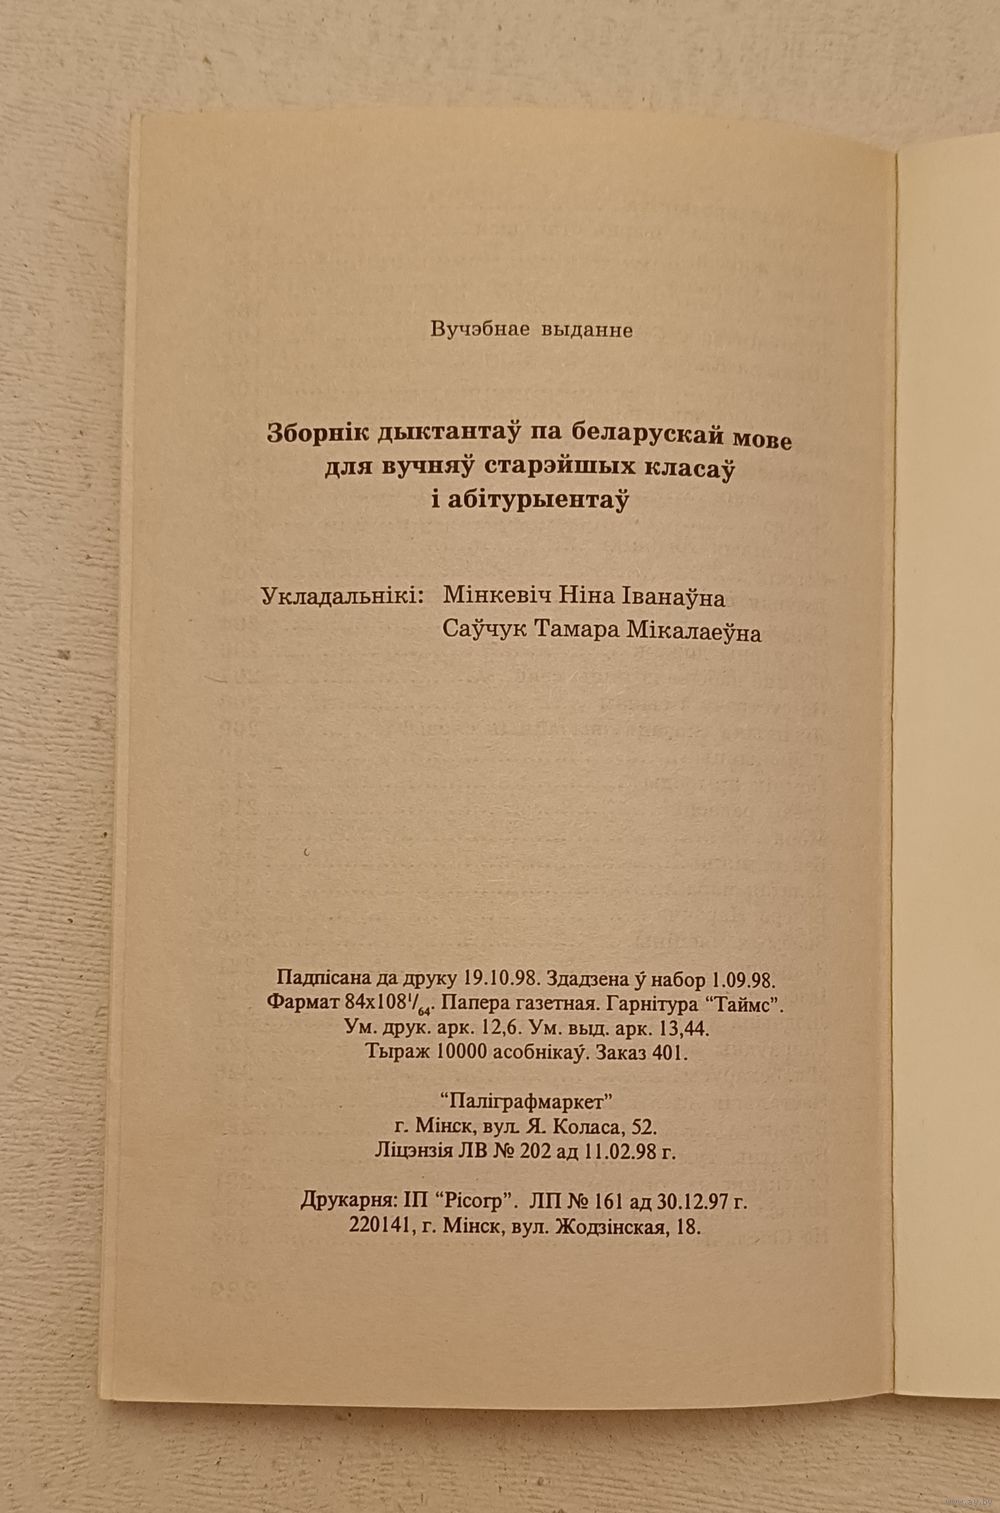 Вучэбнае выданне
Зборнік дыктантаў па беларускай мове
для вучняў старэйшых класаў
і абітурыентаў
Укладальнікі: Мінкевіч Ніна Іванаўна
Саўчук Тамара Мікалаеўна
Падпісана да друку 19.10.98. Здадзена ў набор 1.09.98.
Фармат 84х108¹/₆₄. Папера газетная. Гарнітура “Таймс”.
Ум. друк. арк. 12,6. Ум. выд. арк. 13,44.
Тыраж 10000 асобнікаў. Заказ 401.
“Паліграфмаркет”
г. Мінск, вул. Я. Коласа, 52.
Ліцэнзія ЛВ № 202 ад 11.02.98 г.
Друкарня: ІП “Рісогр”. ЛП № 161 ад 30.12.97 г.
220141, г. Мінск, вул. Жодзінская, 18.